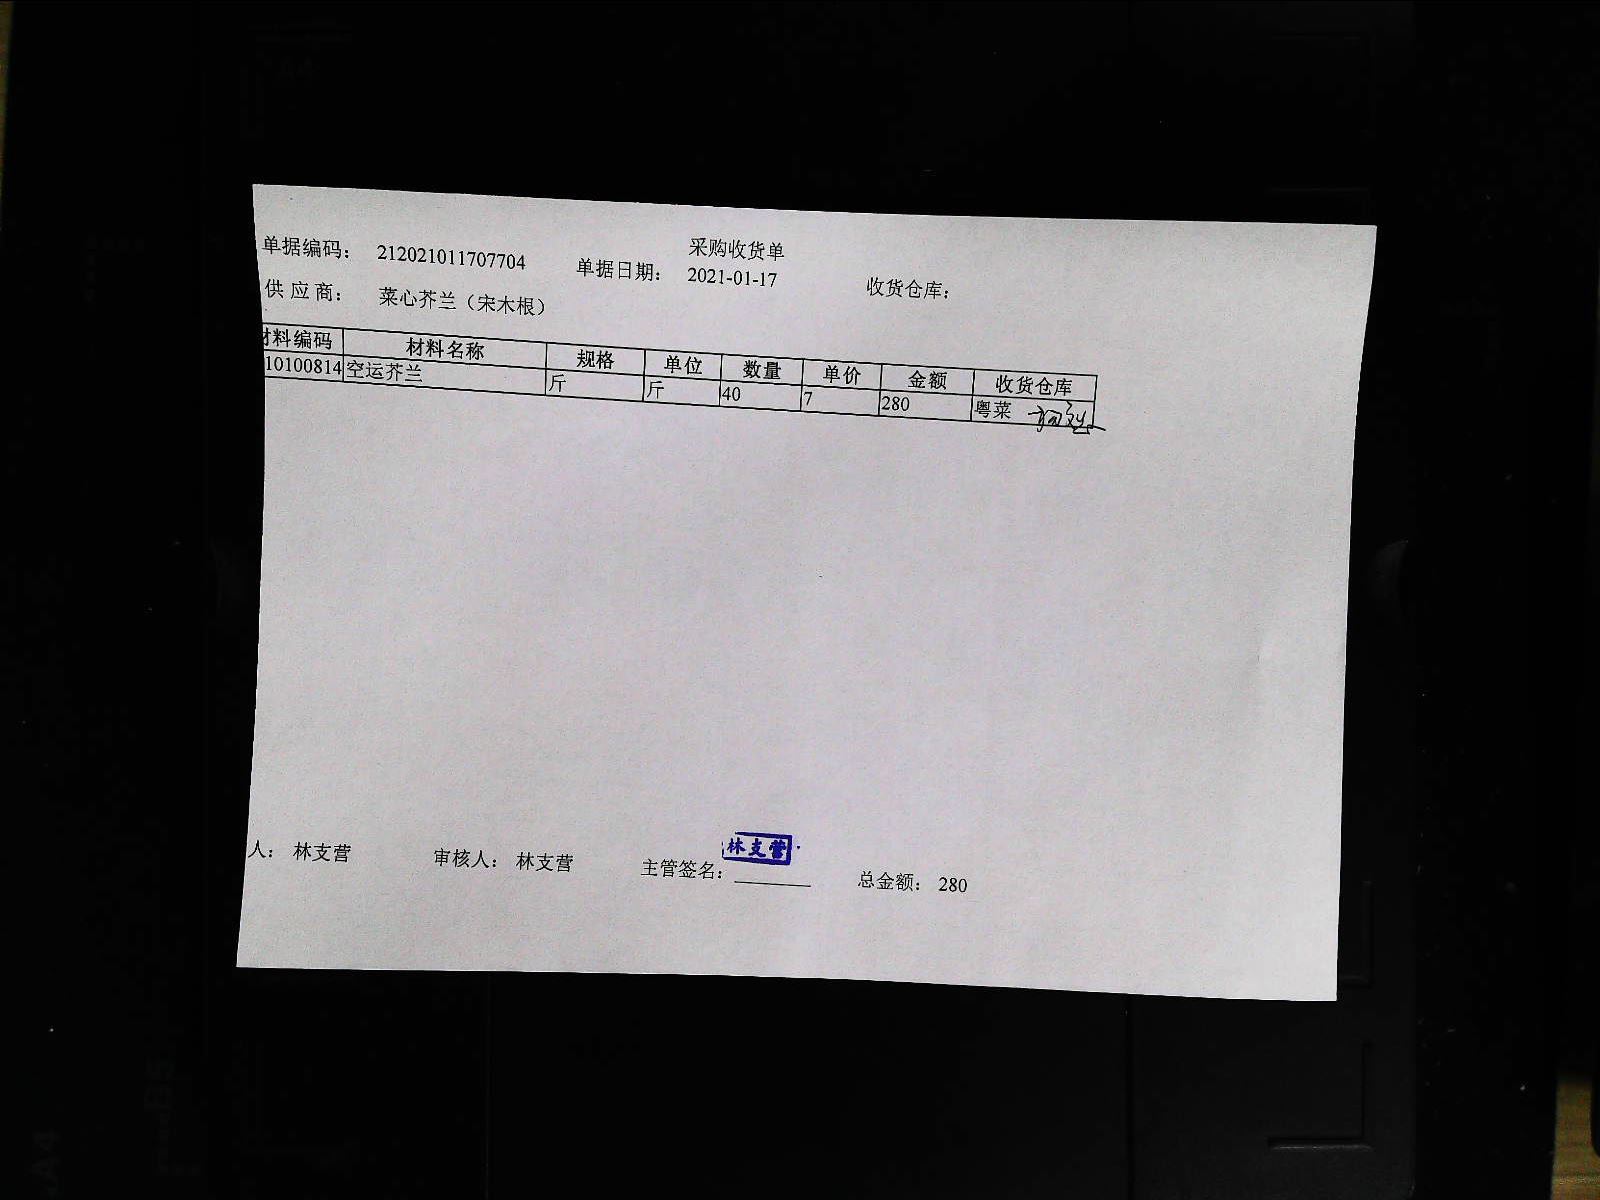 采购收货单
单据编码： 212021011707704 单据日期： 2021-01-17 收货仓库：
供应商： 菜心芥兰（宋木根）
材料编码 材料名称 规格 单位 数量 单价 金额 收货仓库
10100814 空运芥兰 斤 斤 40 7 280 粤菜
人： 林支营 审核人： 林支营 主管签名： 林支营 总金额： 280